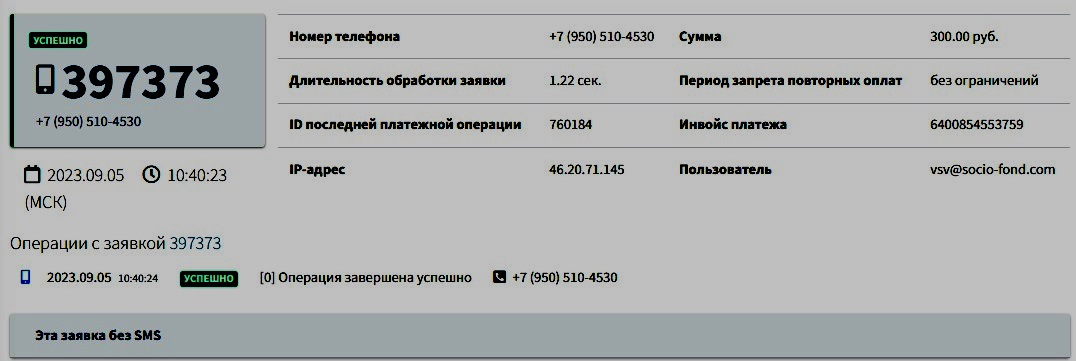 УСПЕШНО
397373
+7 (950) 510-4530
2023.09.05 10:40:23
(МСК)
Номер телефона +7 (950) 510-4530 Сумма 300.00 руб.
Длительность обработки заявки 1.22 сек. Период запрета повторных оплат без ограничений
ID последней платежной операции 760184 Инвойс платежа 6400854553759
IP-адрес 46.20.71.145 Пользователь vsv@socio-fond.com
Операции с заявкой 397373
2023.09.05 10:40:24 УСПЕШНО [0] Операция завершена успешно +7 (950) 510-4530
Эта заявка без SMS